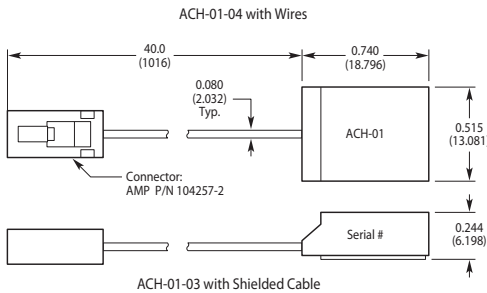 ACH-01-04 with Wires
40.0
(1016)
0.740
(18.796)
0.080
(2.032)
Typ.
ACH-01
0.515
(13.081)
Connector:
AMP P/N 104257-2
Serial #
0.244
(6.198)
ACH-01-03 with Shielded Cable